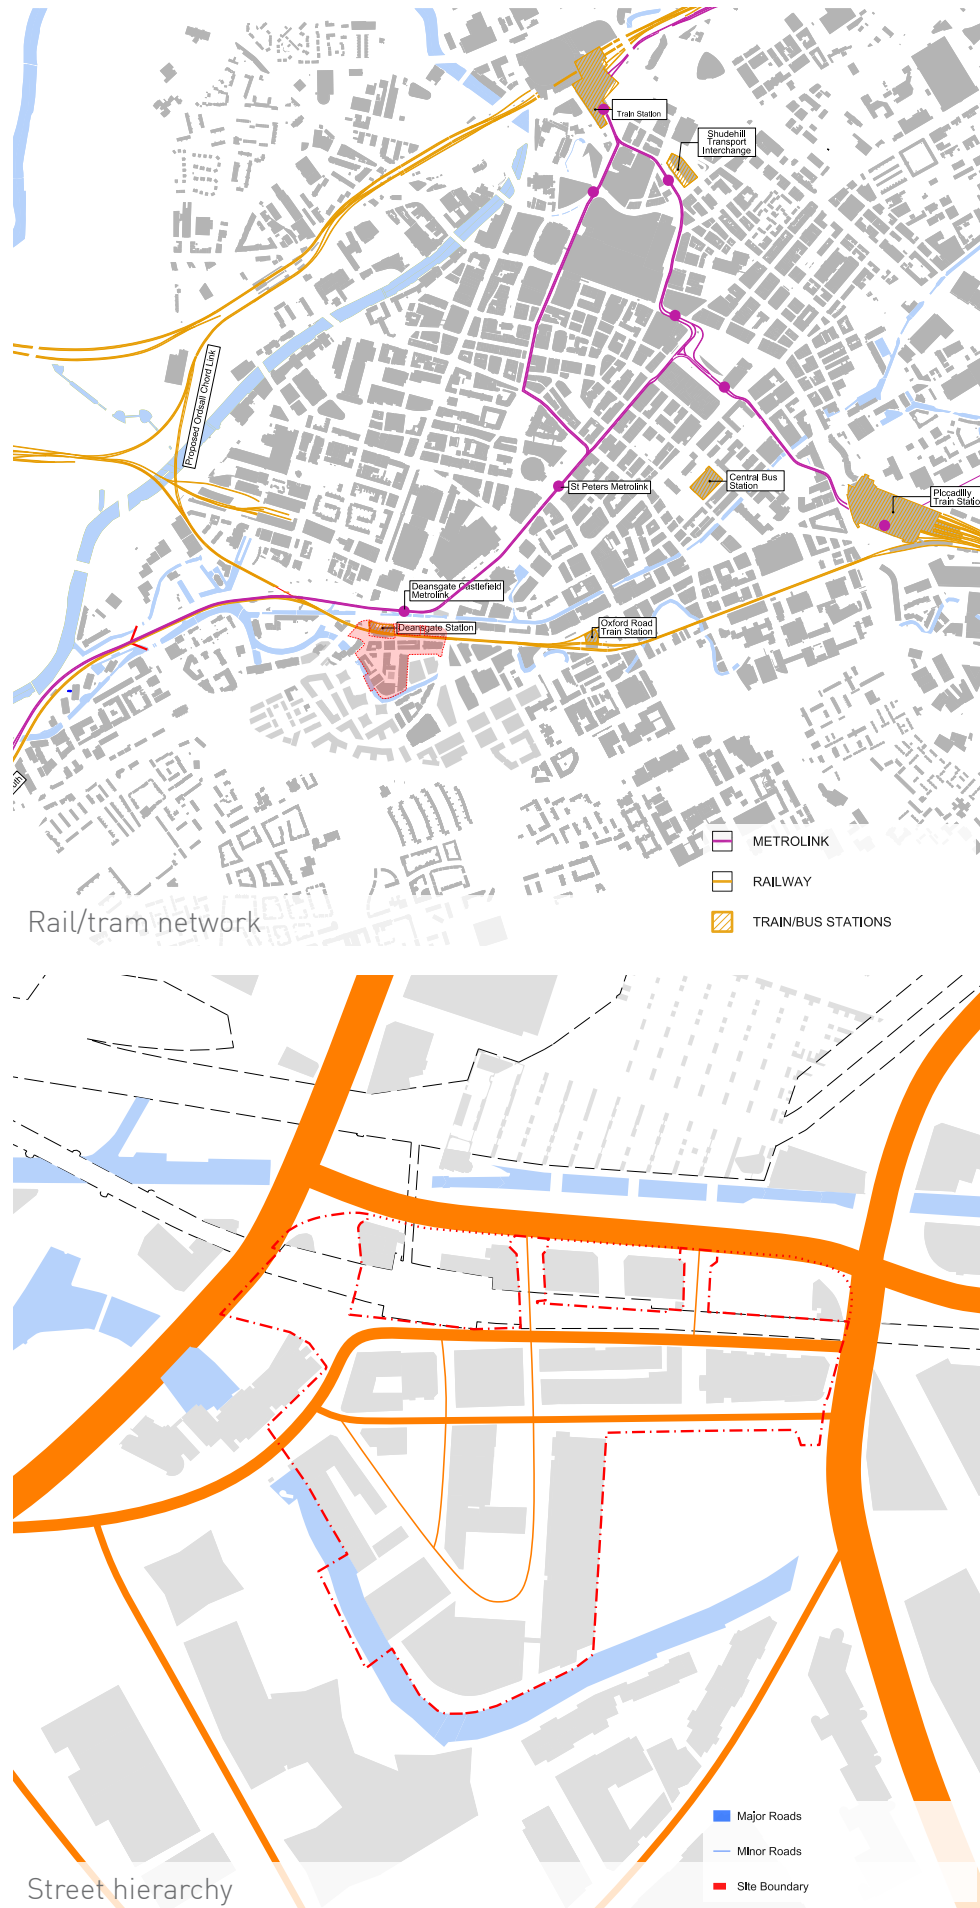 Train Station
Shudehill
Transport
Interchange
Proposed Ordsall Chord Link
Central Bus
Station
St Peters Metrolink
Piccadilly
Train Statio
Deansgate Castlefield
Metrolink
Deansgate Station
Oxford Road
Train Station
METROLINK
RAILWAY
TRAIN/BUS STATIONS
Rail/tram network
Major Roads
Minor Roads
Site Boundary
Street hierarchy